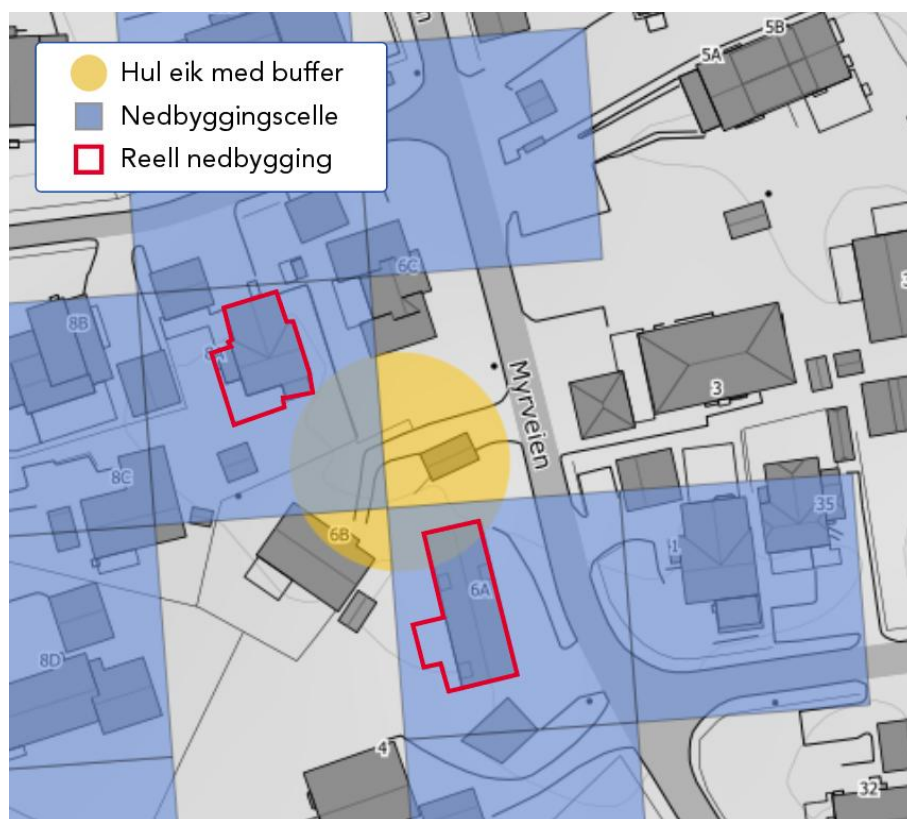 Hul eik med buffer
Nedbyggingscelle
Reell nedbygging
5B
5A
6C
8B
Myrveien
3
8C
35
6B
1
6A
8D
4
32